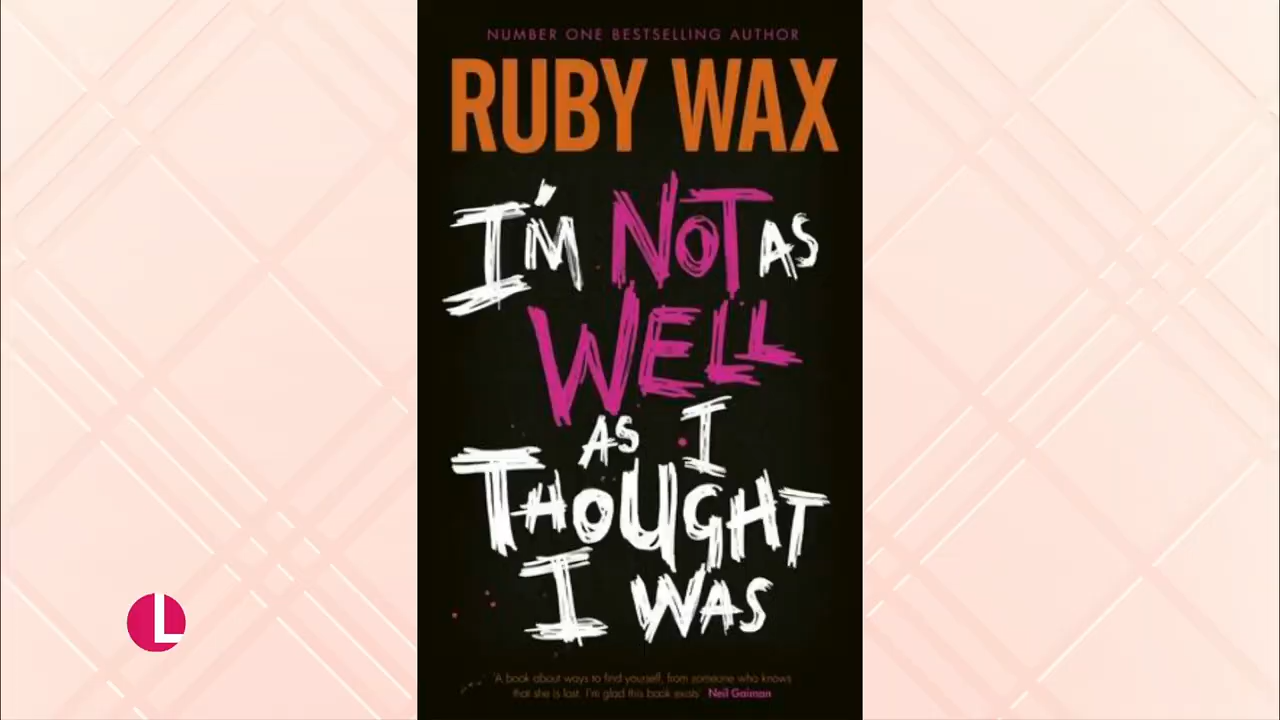 NUMBER ONE BESTSELLING AUTHOR
RUBY WAX
I'M NOT AS
WELL
AS I
THOUGHT
I WAS
'A book about ways to find yourself, from someone who knows
that she is lost. I'm glad this book exists' Neil Gaiman
L